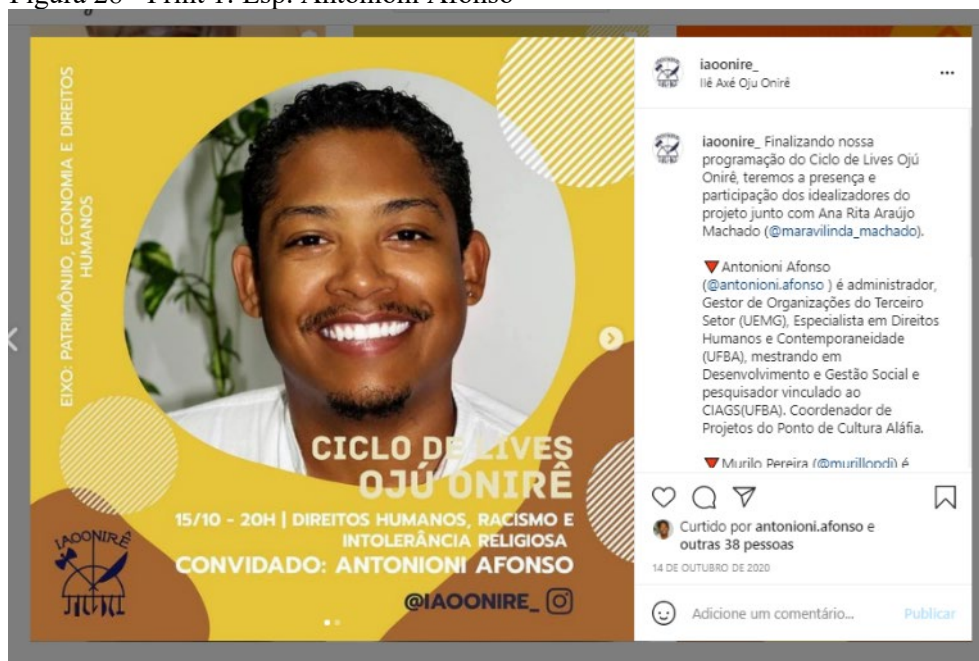 Figura 28 - Print 1: Esp. Antonioni Afonso
EIXO: PATRIMÔNJO, ECONOMIA E DIREITOS
HUMANOS
CICLO DE LIVES
OJÚ ONIRÊ
15/10 - 20H | DIREITOS HUMANOS, RACISMO E
INTOLERÂNCIA RELIGIOSA
CONVIDADO: ANTONIONI AFONSO
@IAOONIRE_
IAOONIRÊ
iaoonire_
Ilê Axé Oju Onirê
iaoonire_ Finalizando nossa
programação do Ciclo de Lives Ojú
Onirê, teremos a presença e
participação dos idealizadores do
projeto junto com Ana Rita Araújo
Machado (@maravilinda_machado).
Antonioni Afonso
(@antonioni.afonso ) é administrador,
Gestor de Organizações do Terceiro
Setor (UEMG), Especialista em Direitos
Humanos e Contemporaneidade
(UFBA), mestrando em
Desenvolvimento e Gestão Social e
pesquisador vinculado ao
CIAGS(UFBA). Coordenador de
Projetos do Ponto de Cultura Aláfia.
Murilo Pereira (@murillopdi) é
Curtido por antonioni.afonso e
outras 38 pessoas
14 DE OUTUBRO DE 2020
Adicione um comentário... Publicar